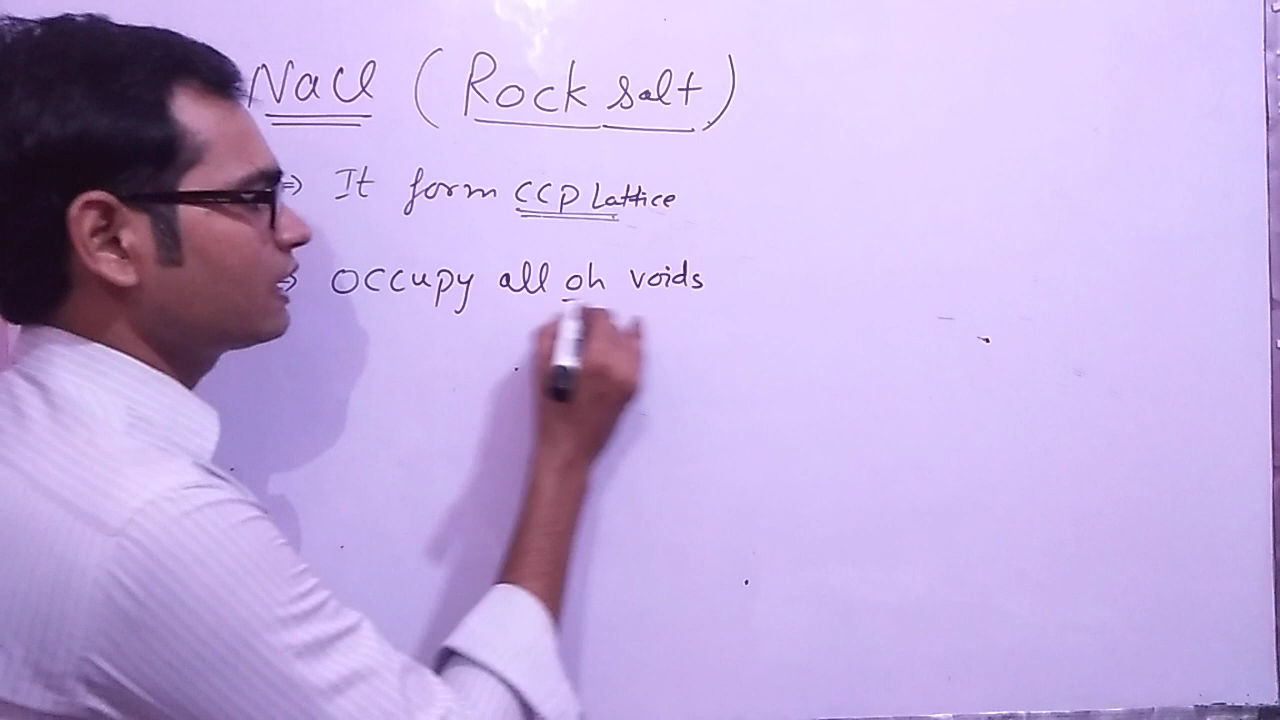 NaCl (Rock salt)
⇒ It form CCP Lattice
⇒ occupy all oh voids